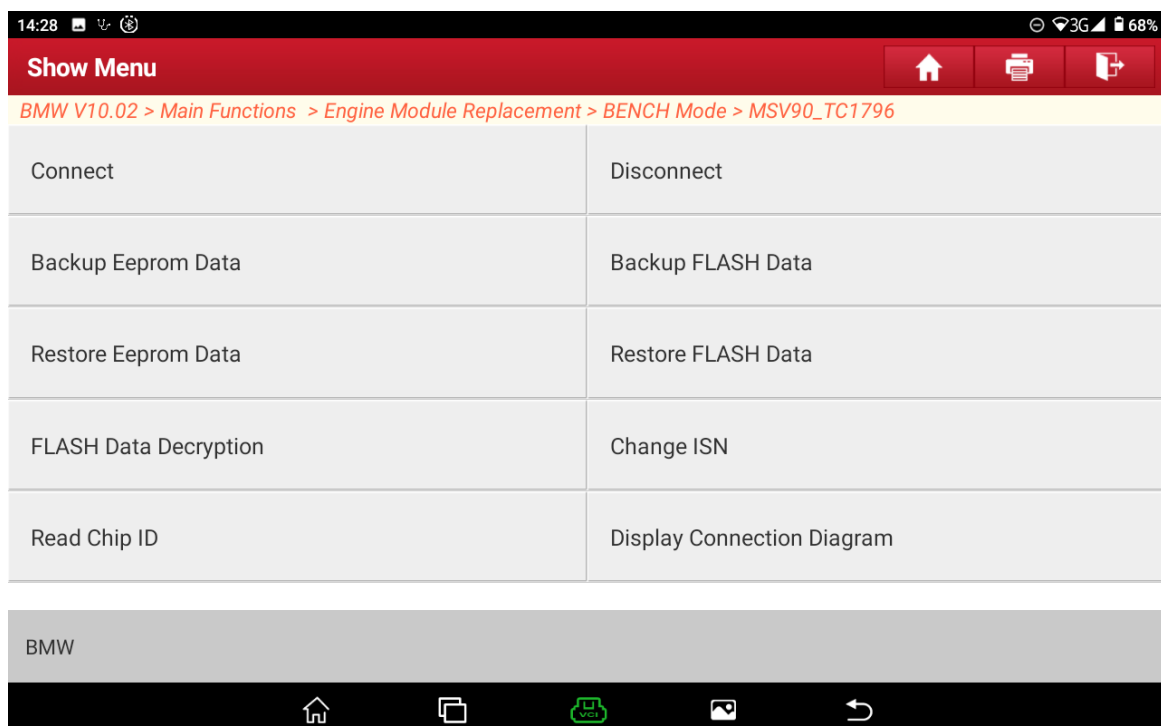 14:28 3G 68%
Show Menu
BMW V10.02 > Main Functions > Engine Module Replacement > BENCH Mode > MSV90_TC1796
Connect Disconnect
Backup Eeprom Data Backup FLASH Data
Restore Eeprom Data Restore FLASH Data
FLASH Data Decryption Change ISN
Read Chip ID Display Connection Diagram
BMW
VCI